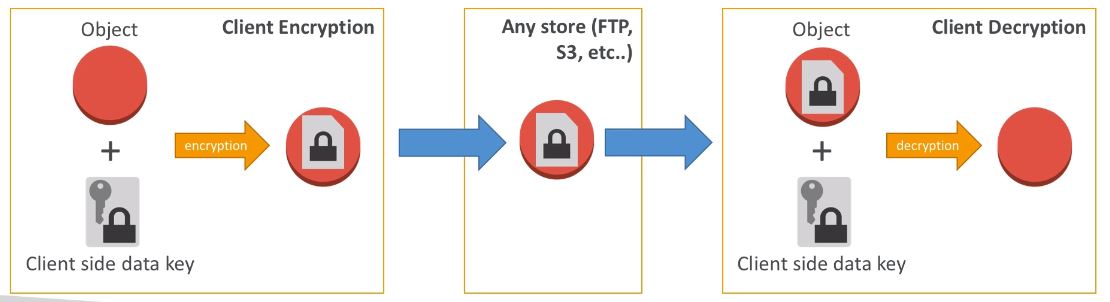 Object
Client Encryption
encryption
+
Client side data key
Any store (FTP,
S3, etc..)
Object
Client Decryption
decryption
+
Client side data key